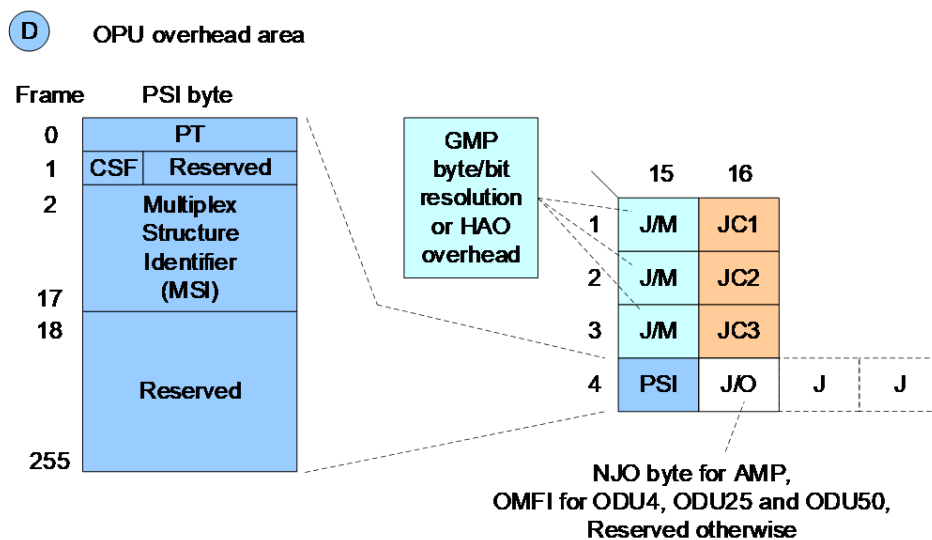 D OPU overhead area
Frame PSI byte
0 PT
1 CSF Reserved
2 Multiplex
Structure
Identifier
(MSI)
17
18
Reserved
255
GMP
byte/bit
resolution
or HAO
overhead
15 16
1 J/M JC1
2 J/M JC2
3 J/M JC3
4 PSI J/O J J
NJO byte for AMP,
OMFI for ODU4, ODU25 and ODU50,
Reserved otherwise